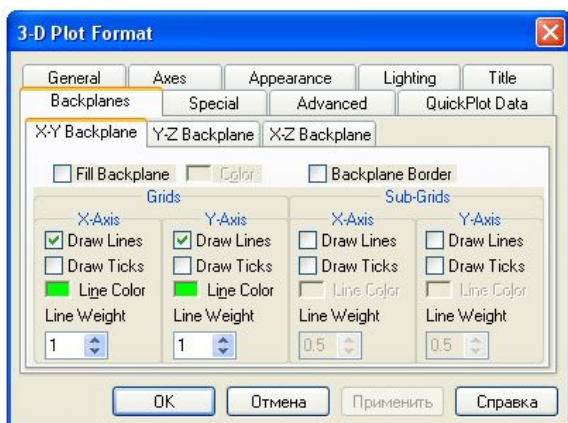 3-D Plot Format
General Axes Appearance Lighting Title
Backplanes Special Advanced QuickPlot Data
X-Y Backplane Y-Z Backplane X-Z Backplane
Fill Backplane Color Backplane Border
Grids Sub-Grids
X-Axis Y-Axis X-Axis Y-Axis
Draw Lines Draw Lines Draw Lines Draw Lines
Draw Ticks Draw Ticks Draw Ticks Draw Ticks
Line Color Line Color Line Color Line Color
Line Weight Line Weight Line Weight Line Weight
1 1 0.5 0.5
OK Отмена Применить Справка